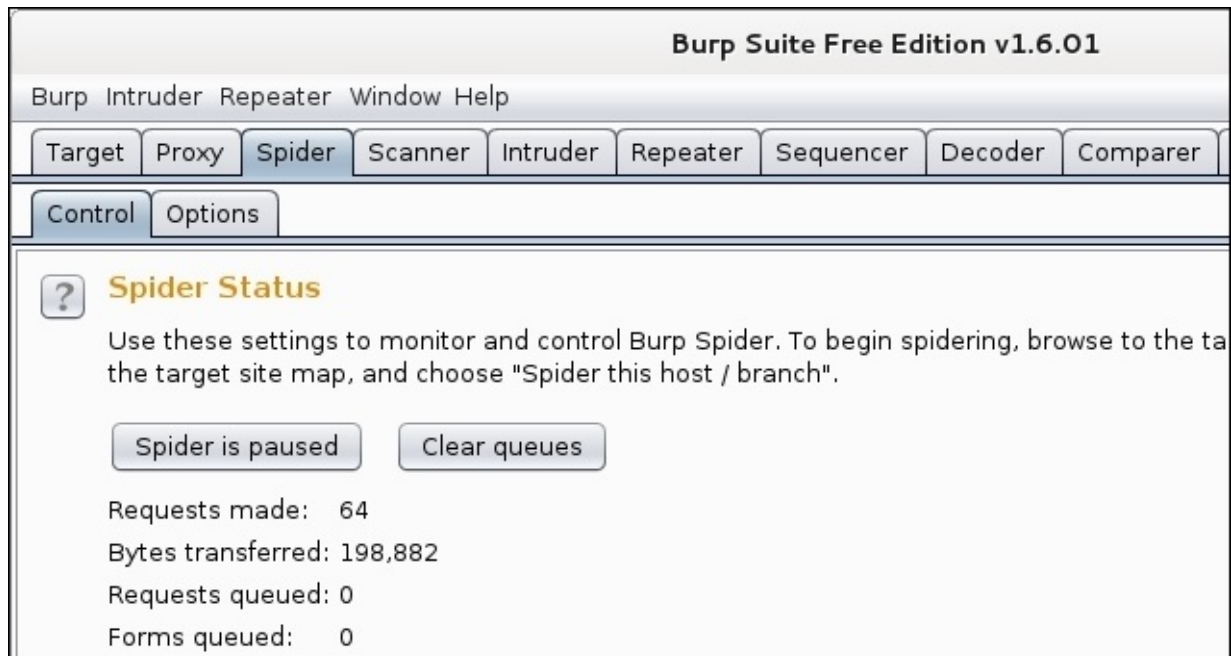 Burp Suite Free Edition v1.6.01
Burp Intruder Repeater Window Help
Target Proxy Spider Scanner Intruder Repeater Sequencer Decoder Comparer
Control Options
? Spider Status
Use these settings to monitor and control Burp Spider. To begin spidering, browse to the ta
the target site map, and choose "Spider this host / branch".
Spider is paused Clear queues
Requests made: 64
Bytes transferred: 198,882
Requests queued: 0
Forms queued: 0